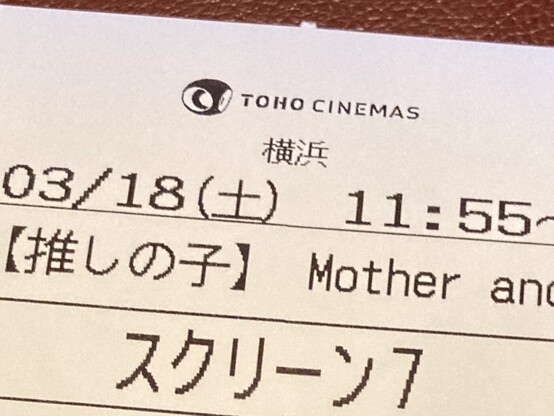 TOHO CINEMAS
横浜
03/18(土) 11:55~
【推しの子】 Mother and
スクリーン7